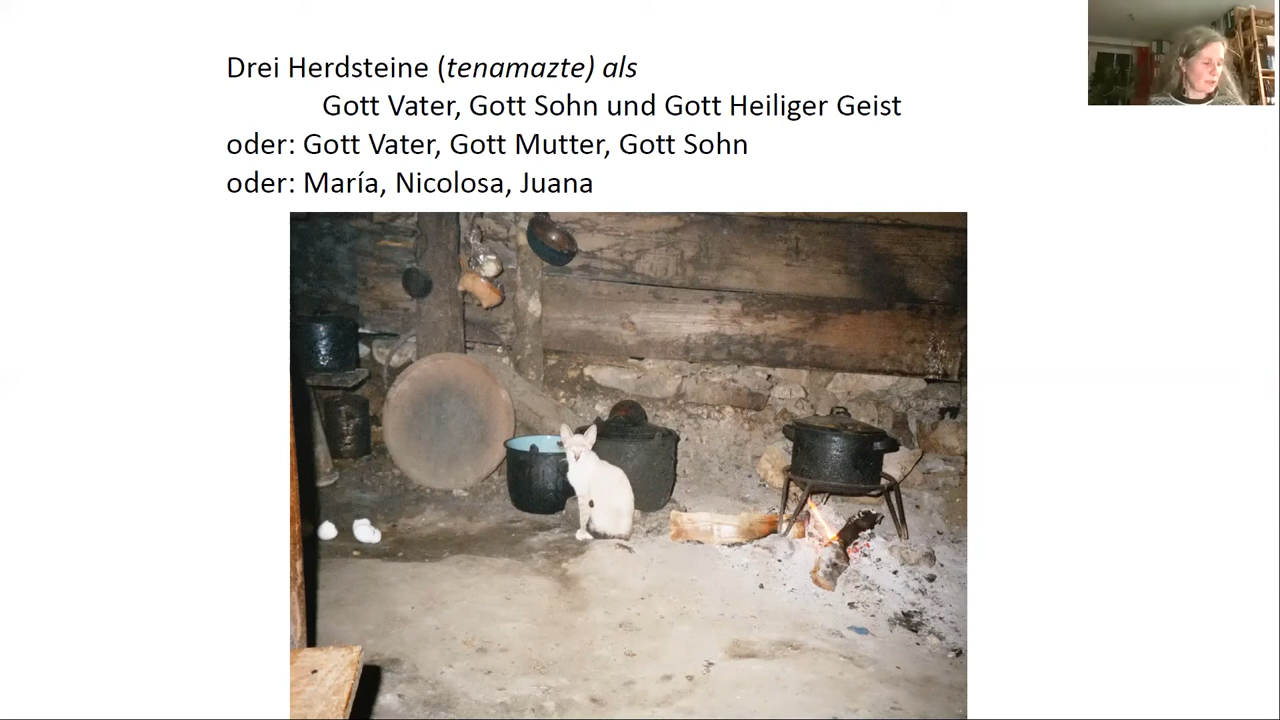 Drei Herdsteine (tenamazte) als
Gott Vater, Gott Sohn und Gott Heiliger Geist
oder: Gott Vater, Gott Mutter, Gott Sohn
oder: María, Nicolosa, Juana